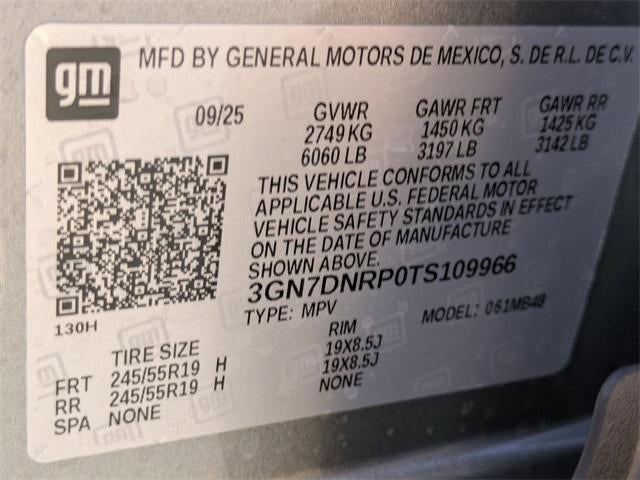 gm
MFD BY GENERAL MOTORS DE MEXICO, S. DE R.L. DE C.V.
09/25 GVWR GAWR FRT GAWR RR
2749 KG 1450 KG 1425 KG
6060 LB 3197 LB 3142 LB
THIS VEHICLE CONFORMS TO ALL
APPLICABLE U.S. FEDERAL MOTOR
VEHICLE SAFETY STANDARDS IN EFFECT
ON THE DATE OF MANUFACTURE
SHOWN ABOVE.
3GN7DNRP0TS109966
130H
TYPE: MPV MODEL: 061MB48
TIRE SIZE RIM
FRT 245/55R19 H 19X8.5J
RR 245/55R19 H 19X8.5J
SPA NONE NONE